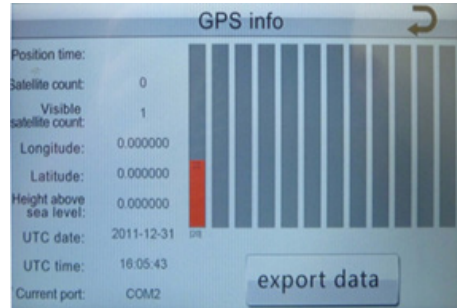 GPS info
Position time:
Satellite count: 0
Visible
satellite count: 1
Longitude: 0.000000
Latitude: 0.000000
Height above
sea level: 0.000000
UTC date: 2011-12-31
UTC time: 16:05:43
Current port: COM2
export data